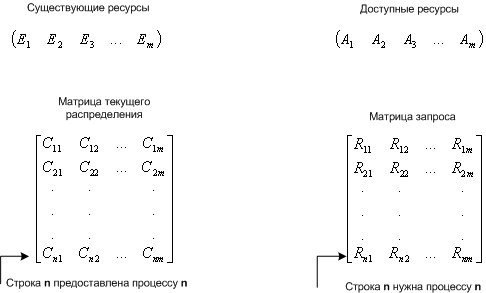 Существующие ресурсы
(E1 E2 E3 ... Em)
Доступные ресурсы
(A1 A2 A3 ... Am)
Матрица текущего
распределения
C11 C12 ... C1m
C21 C22 ... C2m
. . .
. . .
. . .
Cn1 Cn2 ... Cnm
Строка n предоставлена процессу n
Матрица запроса
R11 R12 ... R1m
R21 R22 ... R2m
. . .
. . .
. . .
Rn1 Rn2 ... Rnm
Строка n нужна процессу n